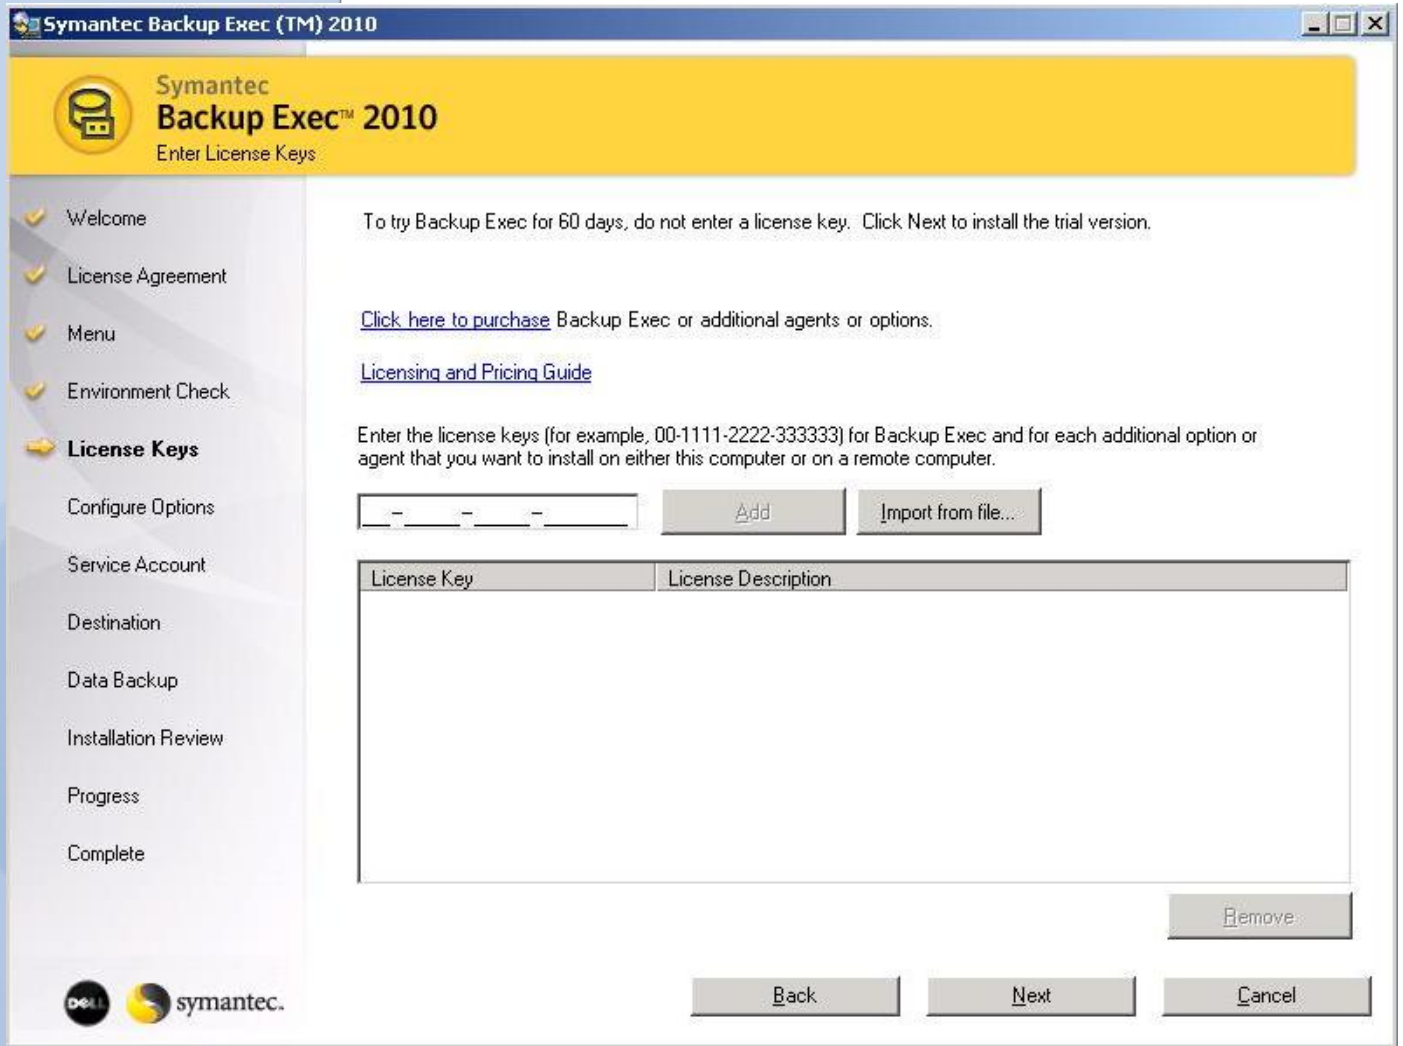 Symantec Backup Exec (TM) 2010
Symantec
Backup Exec™ 2010
Enter License Keys
Welcome
License Agreement
Menu
Environment Check
License Keys
Configure Options
Service Account
Destination
Data Backup
Installation Review
Progress
Complete
To try Backup Exec for 60 days, do not enter a license key.  Click Next to install the trial version.
Click here to purchase Backup Exec or additional agents or options.
Licensing and Pricing Guide
Enter the license keys (for example, 00-1111-2222-333333) for Backup Exec and for each additional option or
agent that you want to install on either this computer or on a remote computer.
__-____-____-______
Add
Import from file...
License Key
License Description
Remove
DELL
symantec.
Back
Next
Cancel